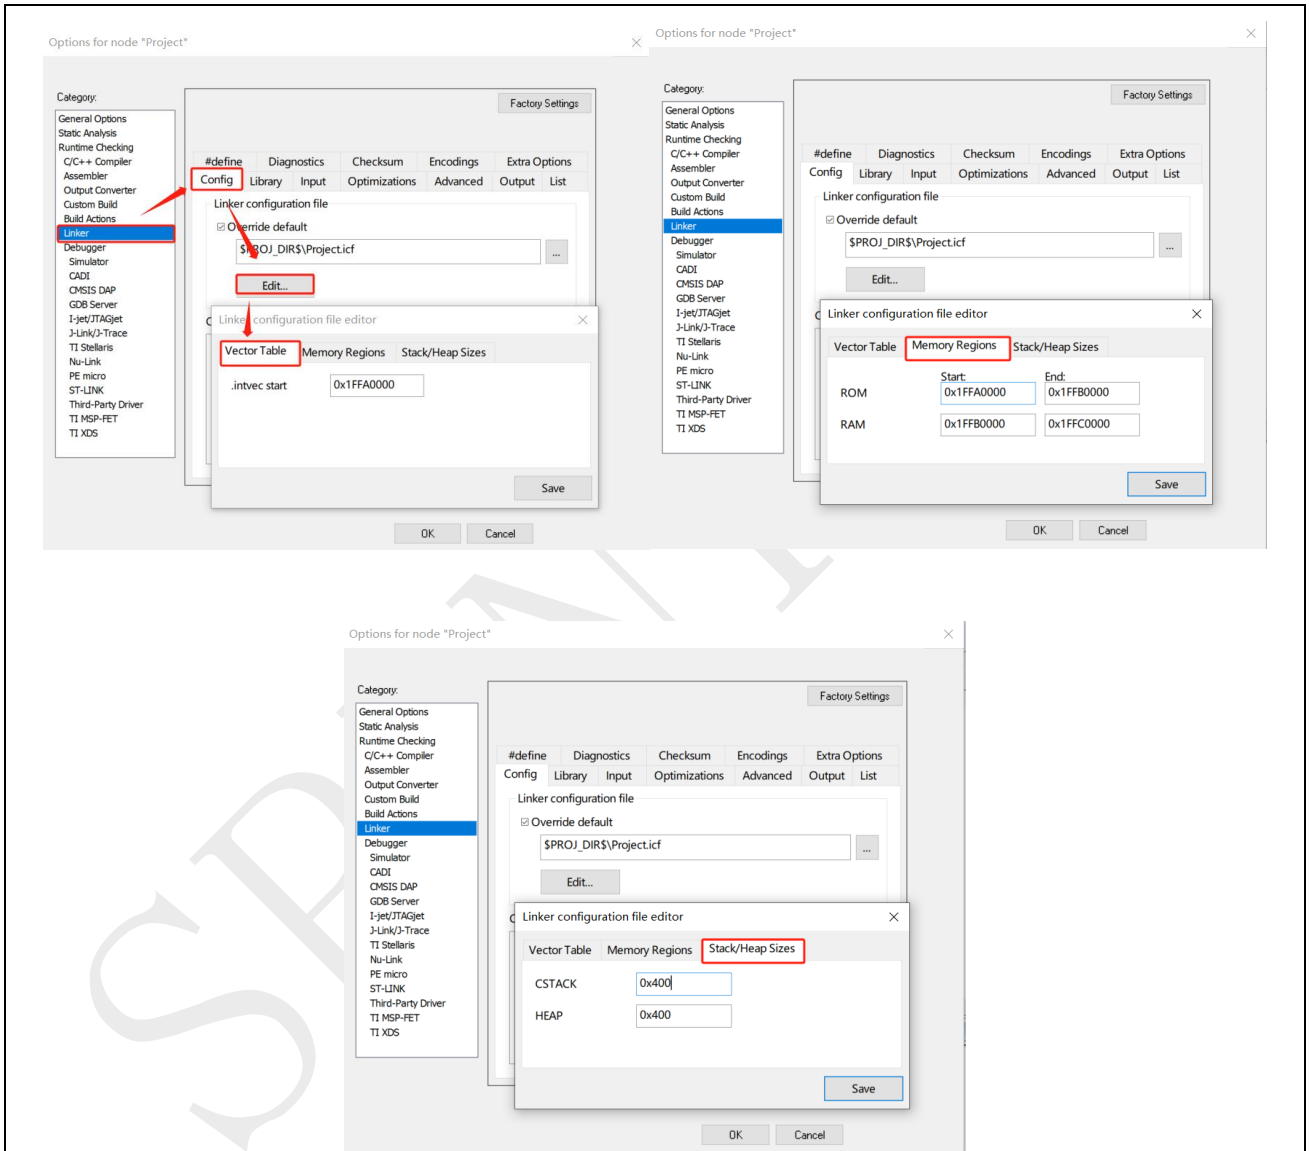 Options for node "Project"
Category:
Factory Settings
General Options
Static Analysis
Runtime Checking
C/C++ Compiler
Assembler
Output Converter
Custom Build
Build Actions
Linker
Debugger
Simulator
CADI
CMSIS DAP
GDB Server
I-jet/JTAGjet
J-Link/J-Trace
TI Stellaris
Nu-Link
PE micro
ST-LINK
Third-Party Driver
TI MSP-FET
TI XDS
#define Diagnostics Checksum Encodings Extra Options
Config Library Input Optimizations Advanced Output List
Linker configuration file
Override default
$PROJ_DIR$\Project.icf
...
Edit...
Linker configuration file editor
Vector Table Memory Regions Stack/Heap Sizes
.intvec start 0x1FFA0000
Save
OK Cancel
Options for node "Project"
Category:
Factory Settings
General Options
Static Analysis
Runtime Checking
C/C++ Compiler
Assembler
Output Converter
Custom Build
Build Actions
Linker
Debugger
Simulator
CADI
CMSIS DAP
GDB Server
I-jet/JTAGjet
J-Link/J-Trace
TI Stellaris
Nu-Link
PE micro
ST-LINK
Third-Party Driver
TI MSP-FET
TI XDS
#define Diagnostics Checksum Encodings Extra Options
Config Library Input Optimizations Advanced Output List
Linker configuration file
Override default
$PROJ_DIR$\Project.icf
...
Edit...
Linker configuration file editor
Vector Table Memory Regions Stack/Heap Sizes
Start: End:
ROM 0x1FFA0000 0x1FFB0000
RAM 0x1FFB0000 0x1FFC0000
Save
OK Cancel
Options for node "Project"
Category:
Factory Settings
General Options
Static Analysis
Runtime Checking
C/C++ Compiler
Assembler
Output Converter
Custom Build
Build Actions
Linker
Debugger
Simulator
CADI
CMSIS DAP
GDB Server
I-jet/JTAGjet
J-Link/J-Trace
TI Stellaris
Nu-Link
PE micro
ST-LINK
Third-Party Driver
TI MSP-FET
TI XDS
#define Diagnostics Checksum Encodings Extra Options
Config Library Input Optimizations Advanced Output List
Linker configuration file
Override default
$PROJ_DIR$\Project.icf
...
Edit...
Linker configuration file editor
Vector Table Memory Regions Stack/Heap Sizes
CSTACK 0x400
HEAP 0x400
Save
OK Cancel